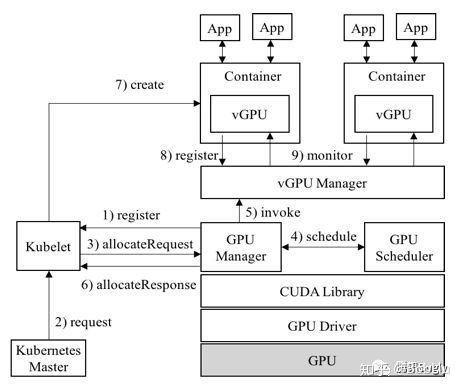 App
App
App
App
Container
Container
7) create
vGPU
vGPU
8) register
9) monitor
vGPU Manager
1) register
5) invoke
Kubelet
3) allocateRequest
GPU
Manager
4) schedule
GPU
Scheduler
6) allocateResponse
CUDA Library
2) request
GPU Driver
Kubernetes
Master
GPU
知乎